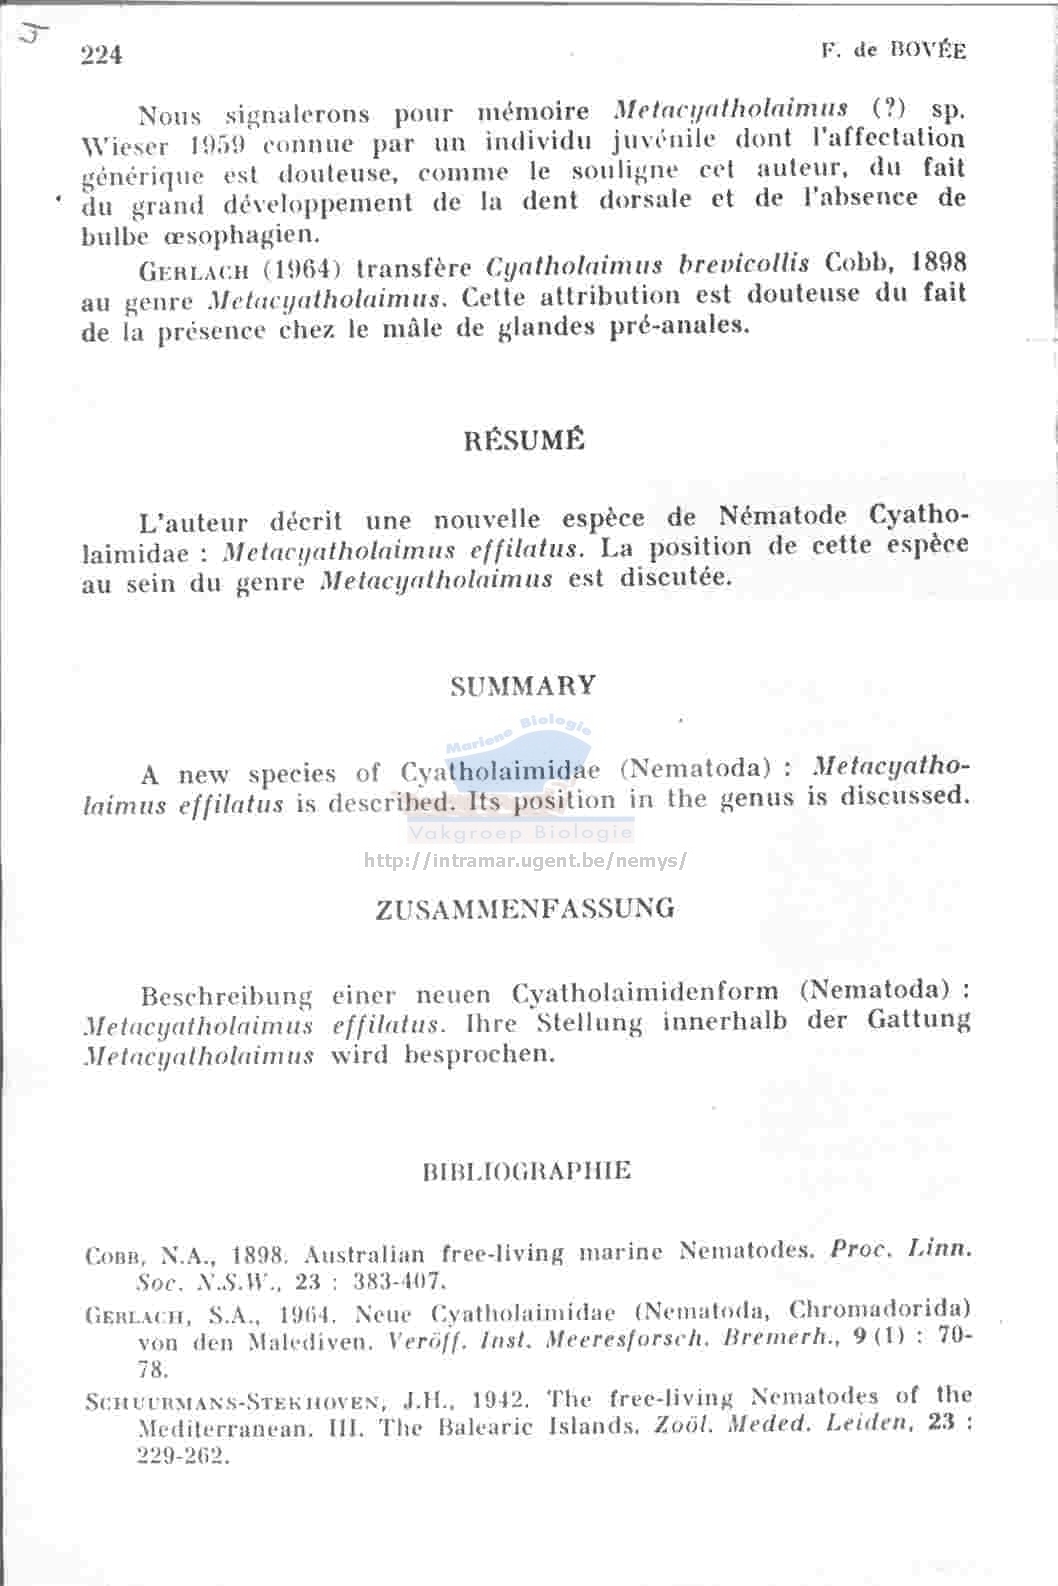 224
F. de BOVÉE
Nous signalerons pour mémoire Metacyatholaimus (?) sp.
Wieser 1959 connue par un individu juvénile dont l'affectation
générique est douteuse, comme le souligne cet auteur, du fait
du grand développement de la dent dorsale et de l'absence de
bulbe œsophagien.
GERLACH (1964) transfère Cyatholaimus brevicollis Cobb, 1898
au genre Metacyatholaimus. Cette attribution est douteuse du fait
de la présence chez le mâle de glandes pré-anales.
RÉSUMÉ
L'auteur décrit une nouvelle espèce de Nématode Cyatho-
laimidae : Metacyatholaimus effilatus. La position de cette espèce
au sein du genre Metacyatholaimus est discutée.
SUMMARY
Mariene Biologie
A new species of Cyatholaimidae (Nematoda) : Metacyatho-
laimus effilatus is described. Its position in the genus is discussed.
Vakgroep Biologie
http://intramar.ugent.be/nemys/
ZUSAMMENFASSUNG
Beschreibung einer neuen Cyatholaimidenform (Nematoda) :
Metacyatholaimus effilatus. Ihre Stellung innerhalb der Gattung
Metacyatholaimus wird besprochen.
BIBLIOGRAPHIE
COBB, N.A., 1898. Australian free-living marine Nematodes. Proc. Linn.
Soc. N.S.W., 23 : 383-407.
GERLACH, S.A., 1964. Neue Cyatholaimidae (Nematoda, Chromadorida)
von den Malediven. Veröff. Inst. Meeresforsch. Bremerh., 9 (1) : 70-
78.
SCHUURMANS-STEKHOVEN, J.H., 1942. The free-living Nematodes of the
Mediterranean. III. The Balearic Islands. Zoöl. Meded. Leiden, 23 :
229-262.